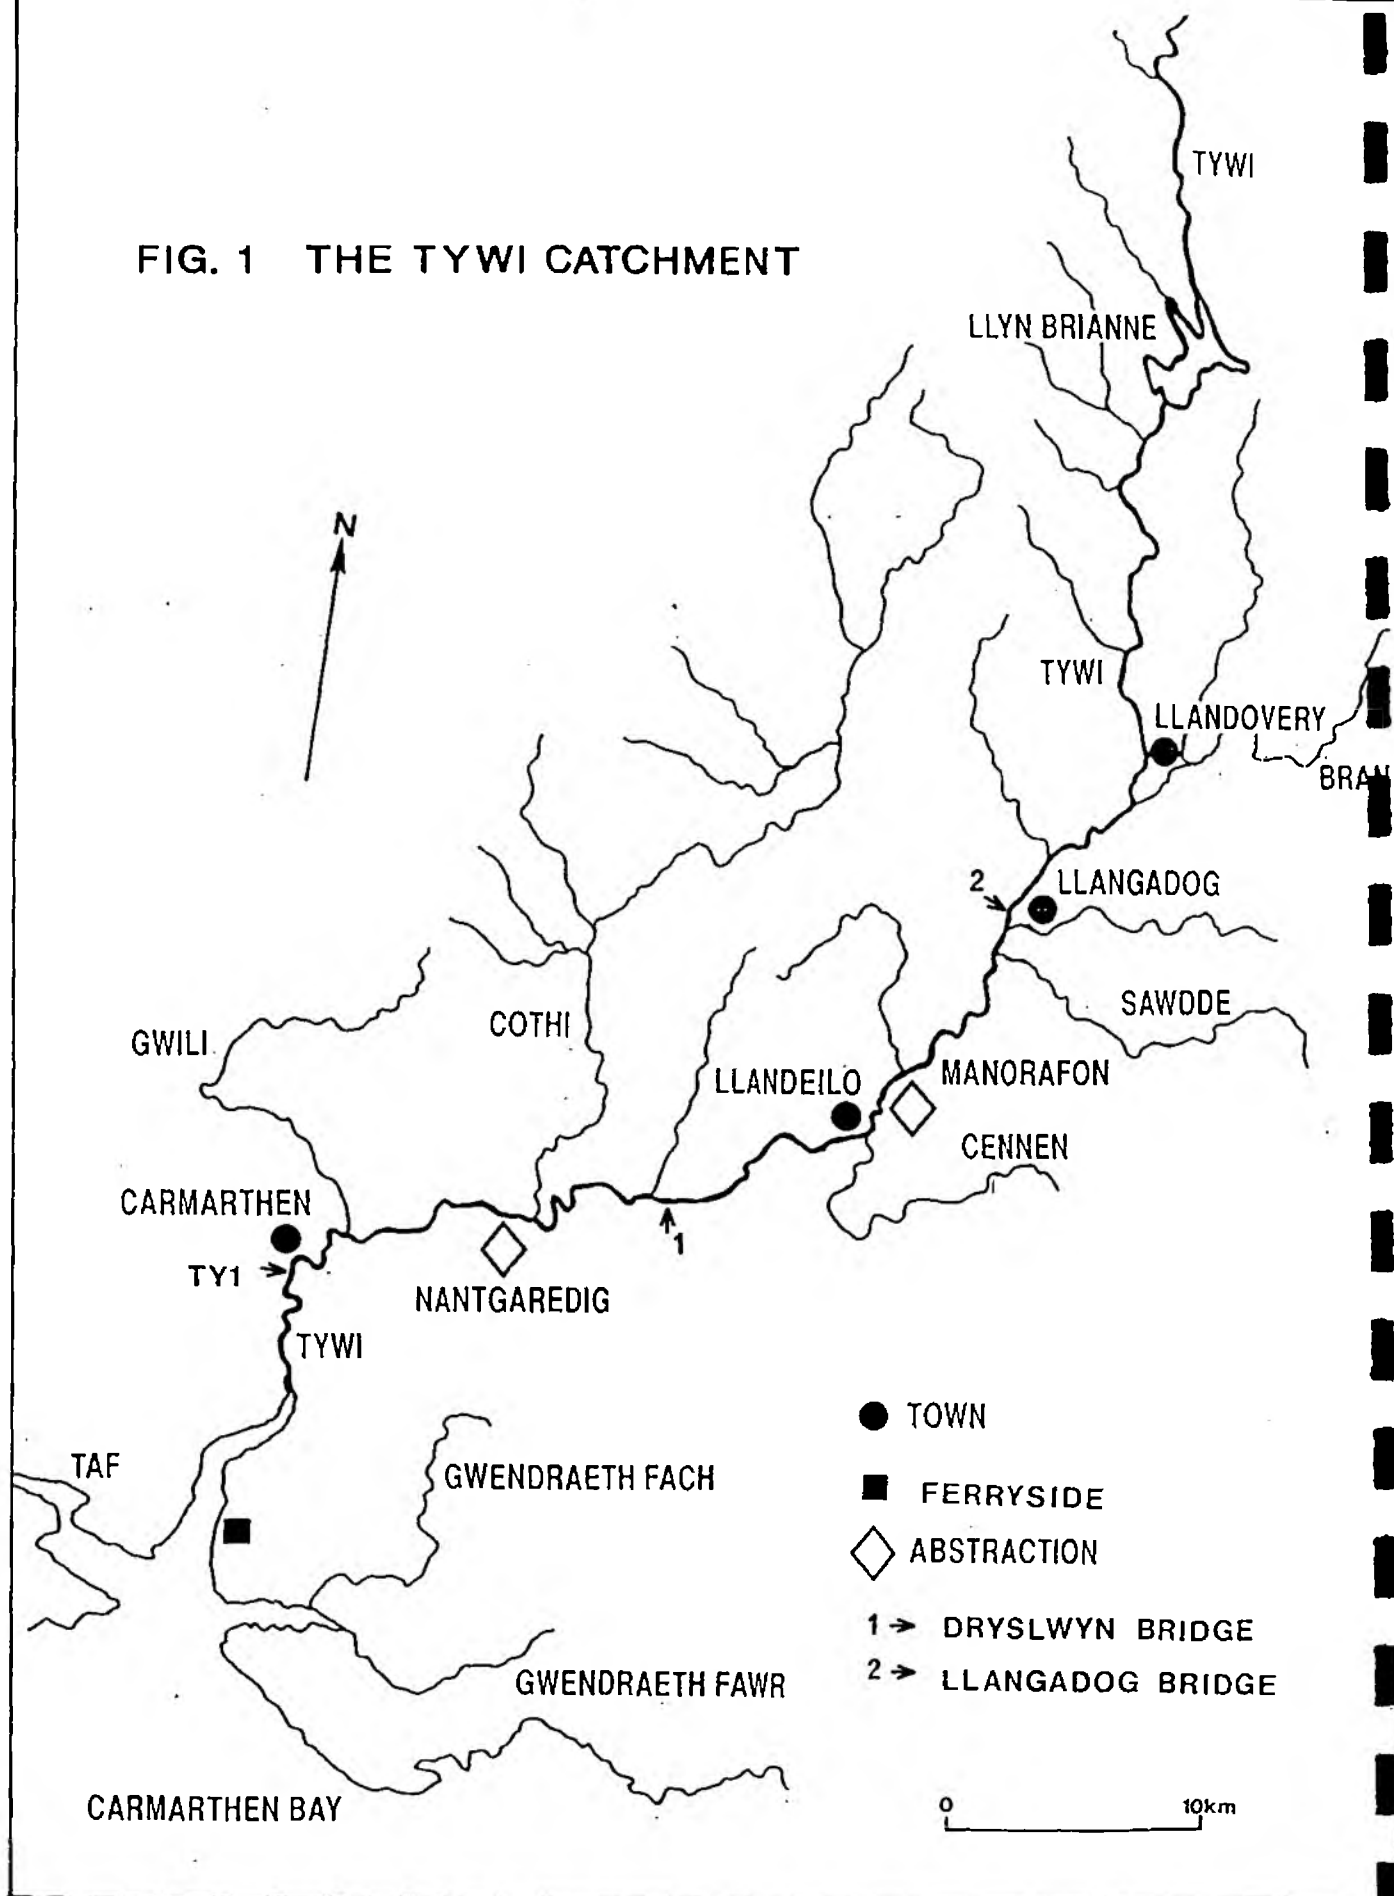 TYWI
FIG. 1 THE TYWI CATCHMENT
LLYN BRIANNE
N
TYWI
LLANDOVERY
BRAN
2
LLANGADOG
SAWDDE
GWILI
COTHI
LLANDEILO
MANORAFON
CENNEN
CARMARTHEN
1
TY1
NANTGAREDIG
TYWI
TOWN
TAF
GWENDRAETH FACH
FERRYSIDE
ABSTRACTION
1 → DRYSLWYN BRIDGE
2 → LLANGADOG BRIDGE
GWENDRAETH FAWR
CARMARTHEN BAY
0 10km